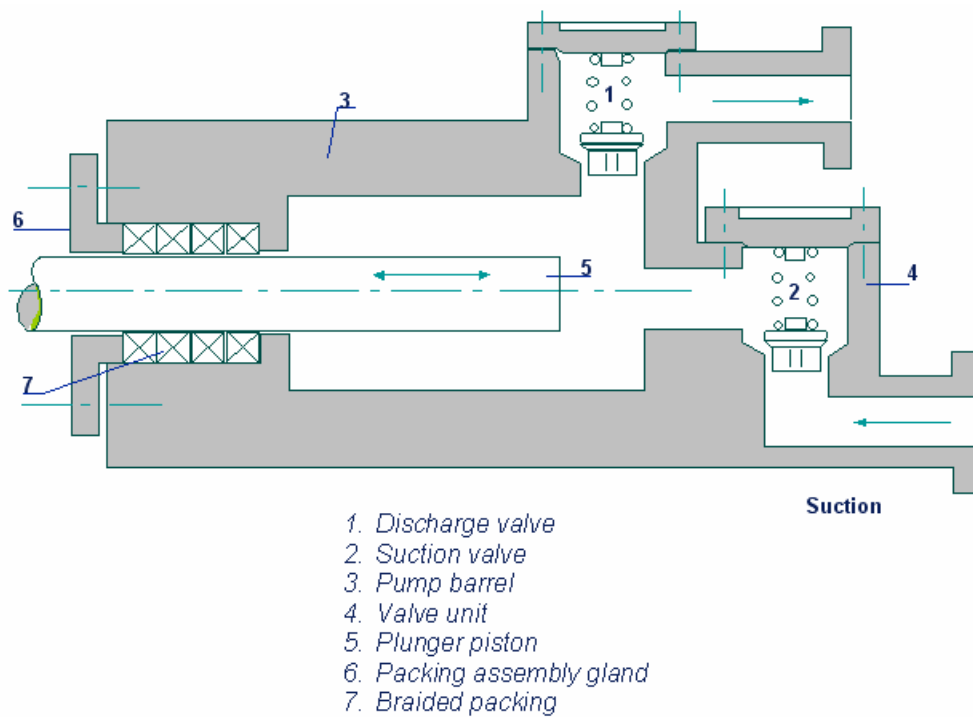 1
3
6
5
2
4
7
Suction
1. Discharge valve
2. Suction valve
3. Pump barrel
4. Valve unit
5. Plunger piston
6. Packing assembly gland
7. Braided packing